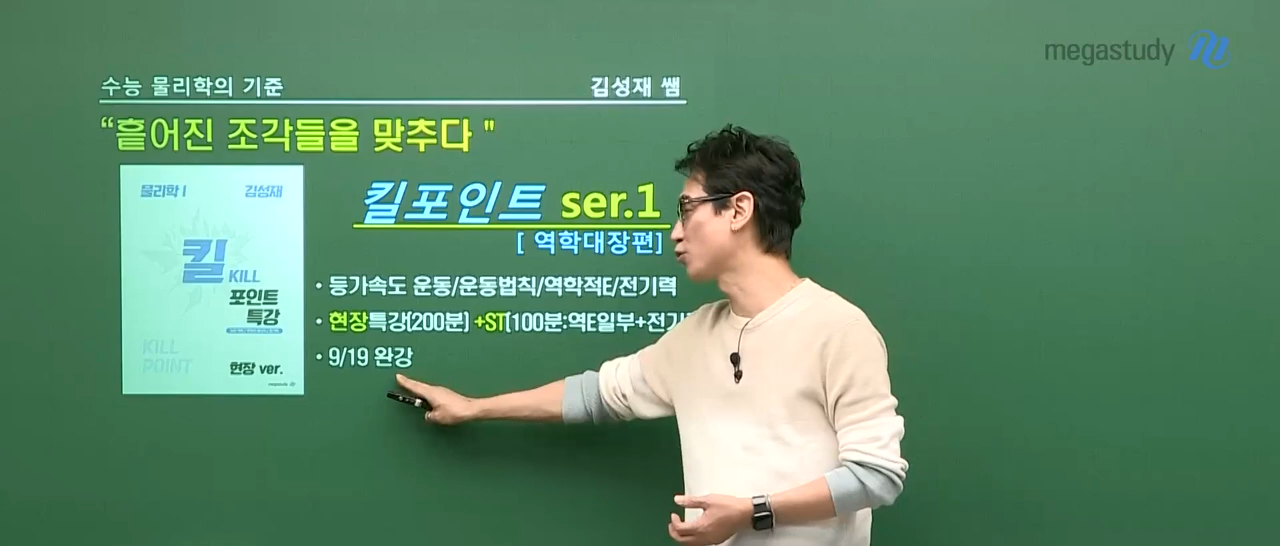 megastudy
수능 물리학의 기준 김성재 쌤
“흩어진 조각들을 맞추다 "
물리학 I 김성재
킬
KILL
포인트
특강
KILL
POINT
현장 ver.
megastudy
킬포인트 ser.1
[ 역학대장편]
• 등가속도 운동/운동법칙/역학적E/전기력
• 현장특강(200분) +ST(100분:역E일부+전기
• 9/19 완강